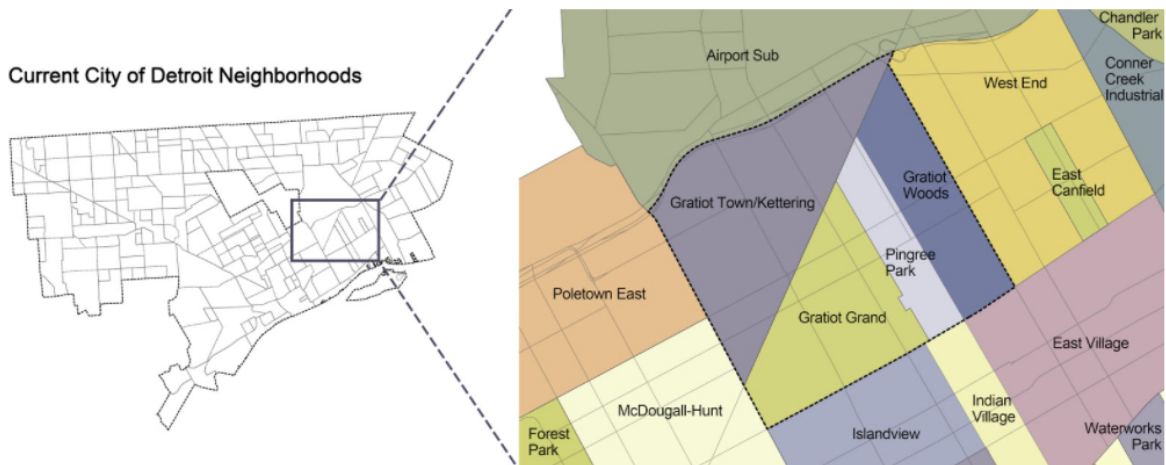 Current City of Detroit Neighborhoods
Chandler
Park
Airport Sub
West End
Conner
Creek
Industrial
Gratiot
Woods
East
Canfield
Gratiot Town/Kettering
Pingree
Park
Poletown East
Gratiot Grand
East Village
McDougall-Hunt
Indian
Village
Forest
Park
Islandview
Waterworks
Park